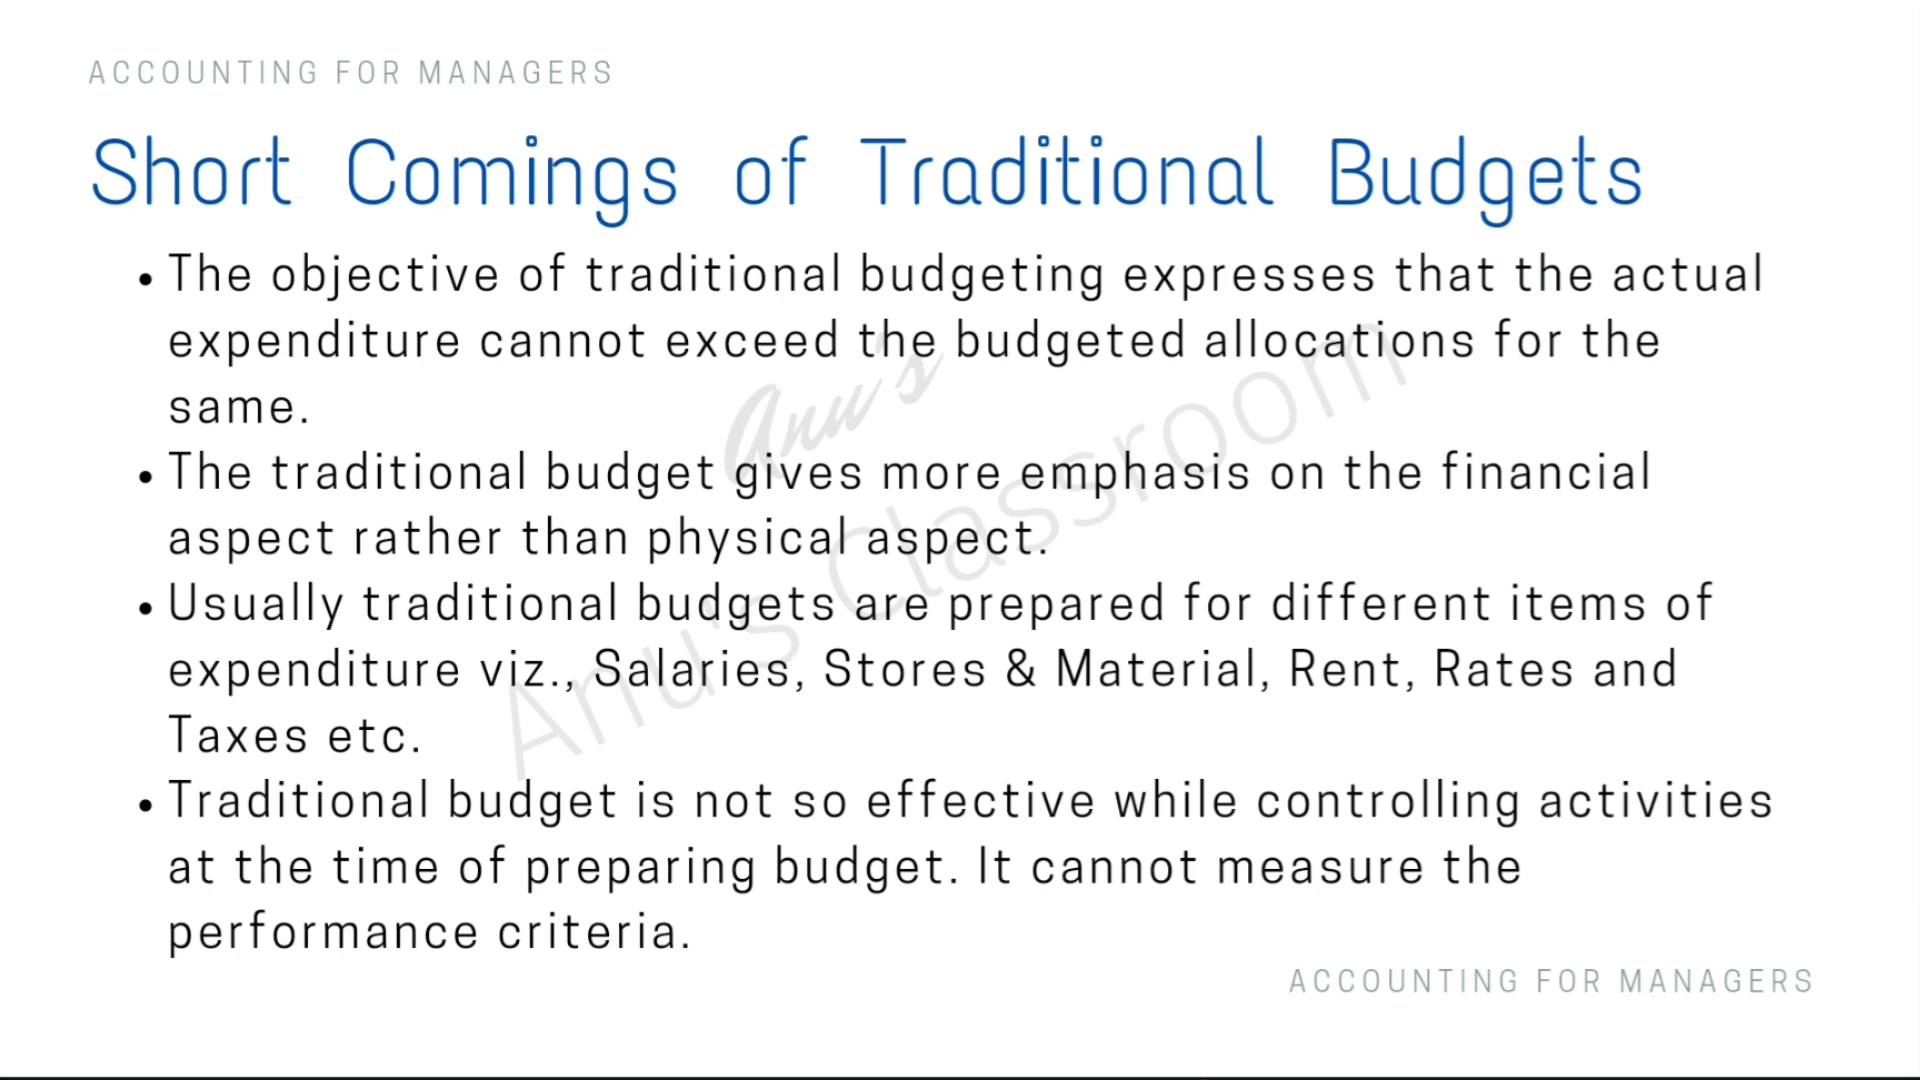 ACCOUNTING FOR MANAGERS
Short Comings of Traditional Budgets
• The objective of traditional budgeting expresses that the actual
expenditure cannot exceed the budgeted allocations for the
same.
• The traditional budget gives more emphasis on the financial
aspect rather than physical aspect.
• Usually traditional budgets are prepared for different items of
expenditure viz., Salaries, Stores & Material, Rent, Rates and
Taxes etc.
• Traditional budget is not so effective while controlling activities
at the time of preparing budget. It cannot measure the
performance criteria.
ACCOUNTING FOR MANAGERS
Anu's
Anu's Classroom